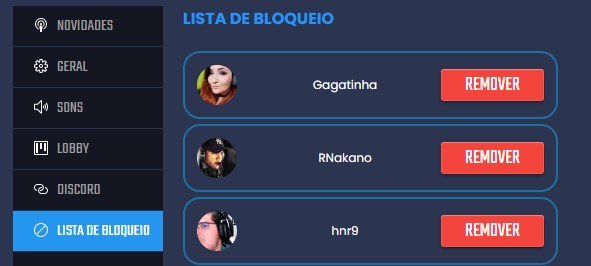 NOVIDADES
GERAL
SONS
LOBBY
DISCORD
LISTA DE BLOQUEIO
LISTA DE BLOQUEIO
Gagatinha REMOVER
RNakano REMOVER
hnr9 REMOVER